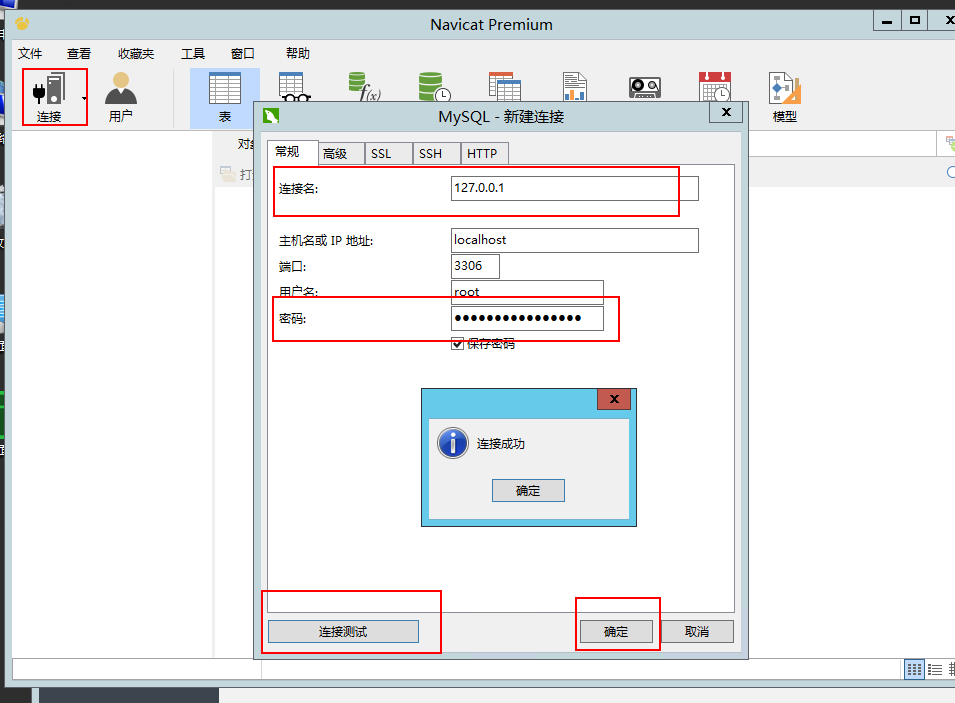 Navicat Premium
文件 查看 收藏夹 工具 窗口 帮助
连接 用户 表 f(x) 模型
MySQL - 新建连接
常规 高级 SSL SSH HTTP
连接名: 127.0.0.1
主机名或 IP 地址: localhost
端口: 3306
用户名: root
密码: ●●●●●●●●●●●●●●●●
保存密码
连接成功
确定
连接测试 确定 取消